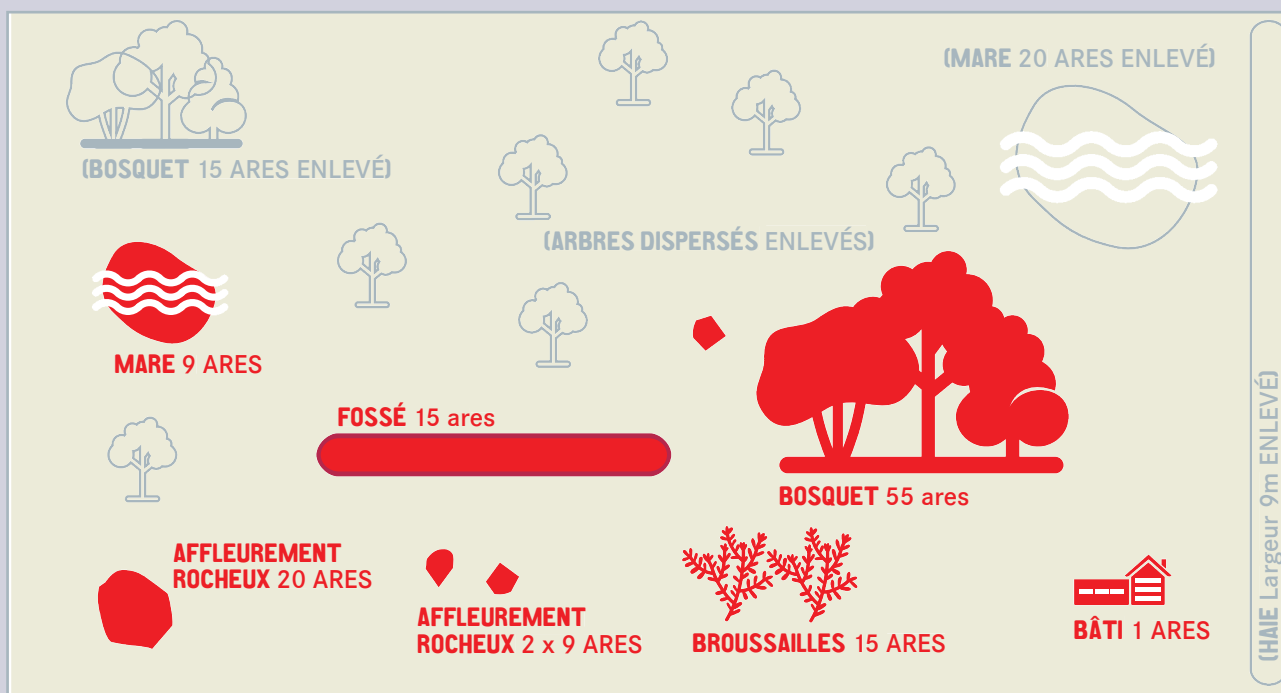 (MARE 20 ARES ENLEVÉ)
(BOSQUET 15 ARES ENLEVÉ)
(ARBRES DISPERSÉS ENLEVÉS)
MARE 9 ARES
FOSSÉ 15 ares
BOSQUET 55 ares
(HAIE Largeur 9m ENLEVÉ)
AFFLEUREMENT
ROCHEUX 20 ARES
AFFLEUREMENT
ROCHEUX 2 x 9 ARES
BROUSSAILLES 15 ARES
BÂTI 1 ARES